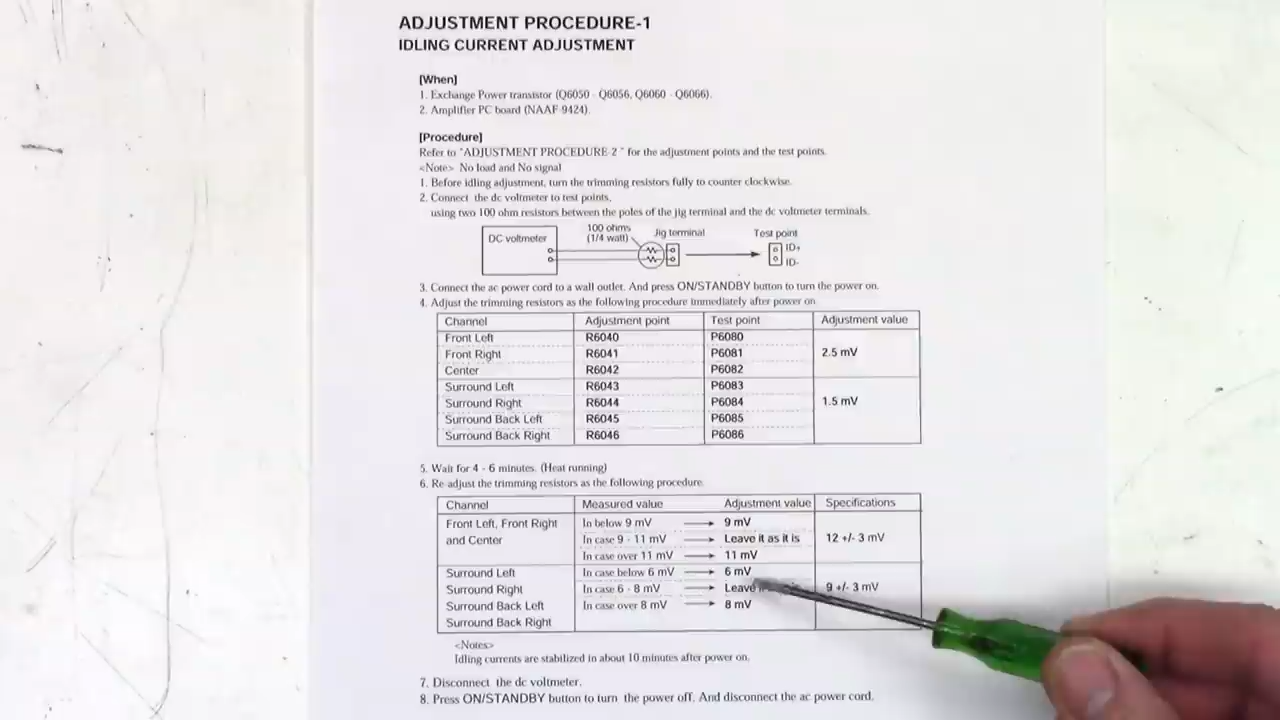 ADJUSTMENT PROCEDURE-1
IDLING CURRENT ADJUSTMENT
[When]
1. Exchange Power transistor (Q6050 - Q6056, Q6060 - Q6066).
2. Amplifier PC board (NAAF-9424).
[Procedure]
Refer to "ADJUSTMENT PROCEDURE-2 " for the adjustment points and the test points.
<Note> No load and No signal
1. Before idling adjustment, turn the trimming resistors fully to counter clockwise.
2. Connect the dc voltmeter to test points,
using two 100 ohm resistors between the poles of the jig terminal and the dc voltmeter terminals.
DC voltmeter
100 ohms
(1/4 watt)
Jig terminal
Test point
ID+
ID-
3. Connect the ac power cord to a wall outlet. And press ON/STANDBY button to turn the power on.
4. Adjust the trimming resistors as the following procedure immediately after power on
Channel Adjustment point Test point Adjustment value
Front Left R6040 P6080
Front Right R6041 P6081 2.5 mV
Center R6042 P6082
Surround Left R6043 P6083
Surround Right R6044 P6084 1.5 mV
Surround Back Left R6045 P6085
Surround Back Right R6046 P6086
5. Wait for 4 - 6 minutes. (Heat running)
6. Re-adjust the trimming resistors as the following procedure.
Channel Measured value Adjustment value Specifications
Front Left, Front Right In below 9 mV 9 mV
and Center In case 9 - 11 mV Leave it as it is 12 +/- 3 mV
In case over 11 mV 11 mV
Surround Left In case below 6 mV 6 mV
Surround Right In case 6 - 8 mV Leave 9 +/- 3 mV
Surround Back Left In case over 8 mV 8 mV
Surround Back Right
<Notes>
Idling currents are stabilized in about 10 minutes after power on.
7. Disconnect the dc voltmeter.
8. Press ON/STANDBY button to turn the power off. And disconnect the ac power cord.